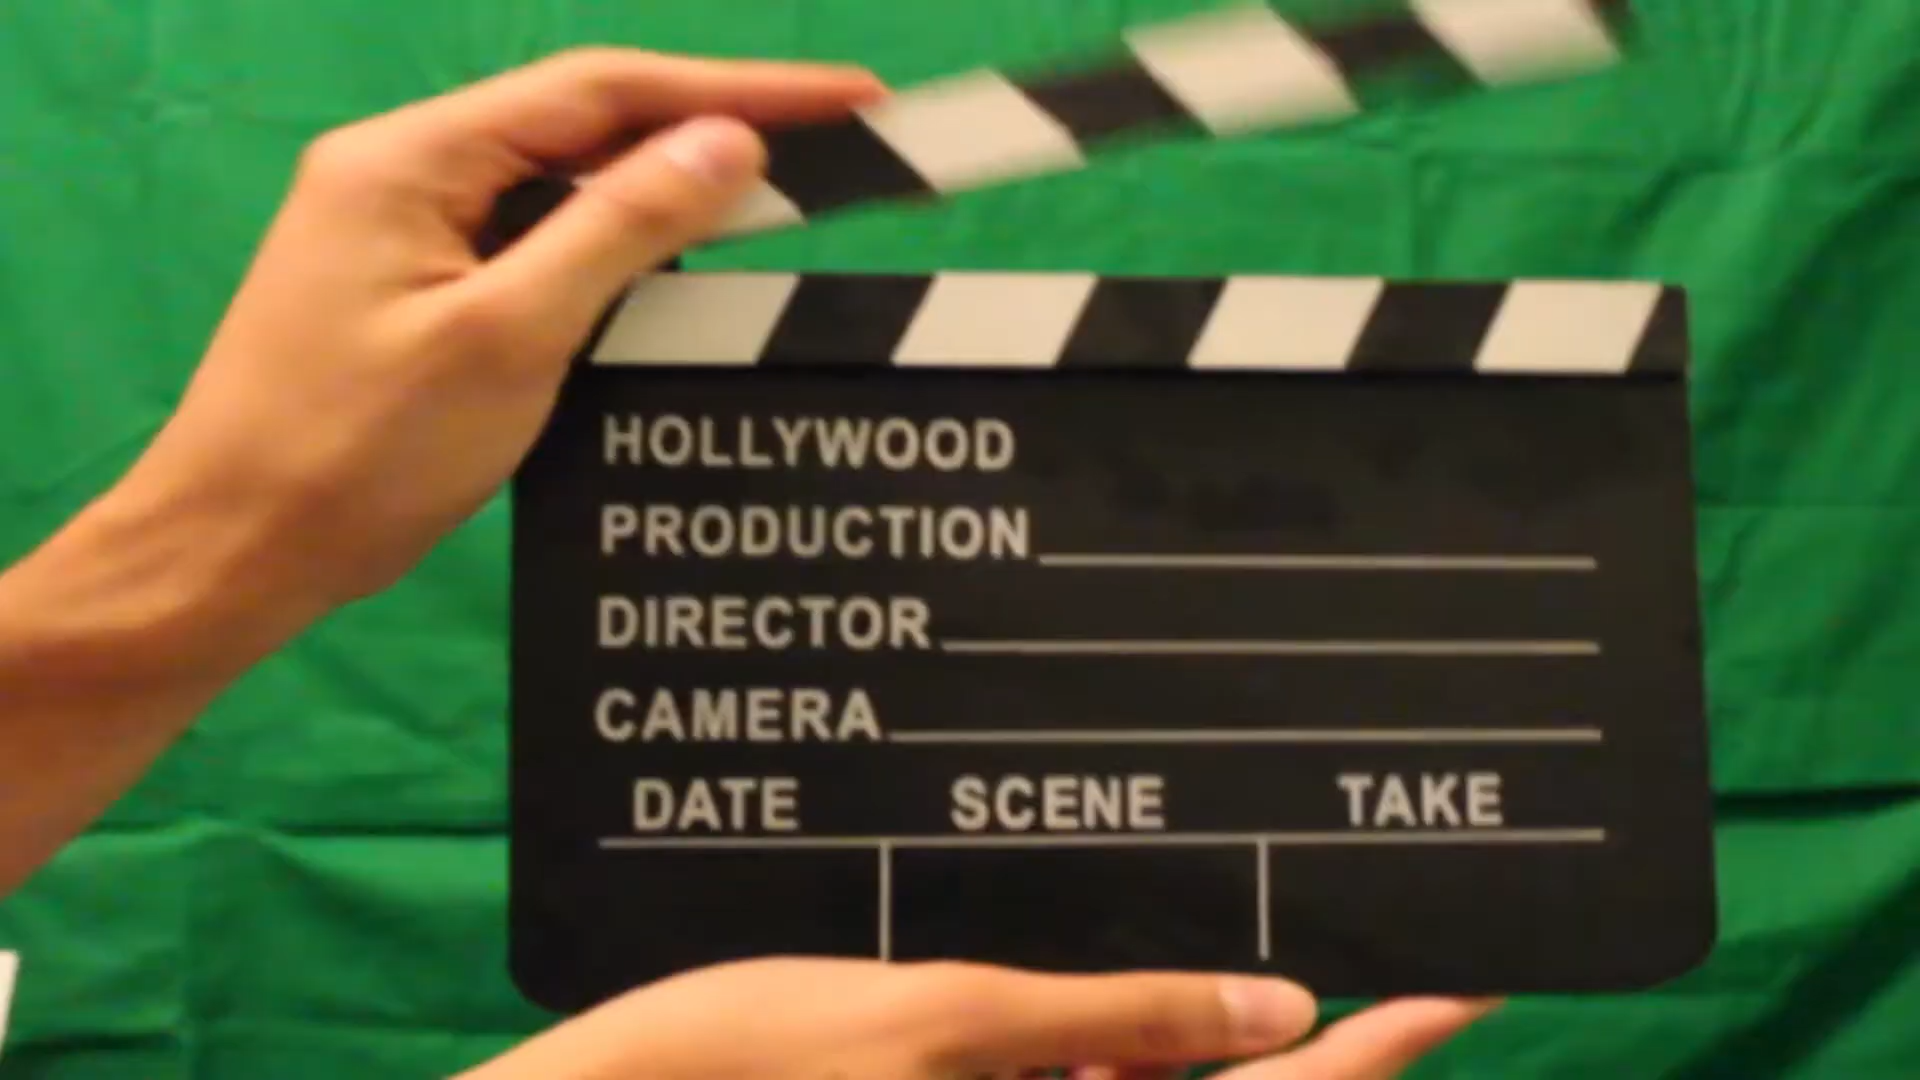 HOLLYWOOD
PRODUCTION
DIRECTOR
CAMERA
DATE SCENE TAKE